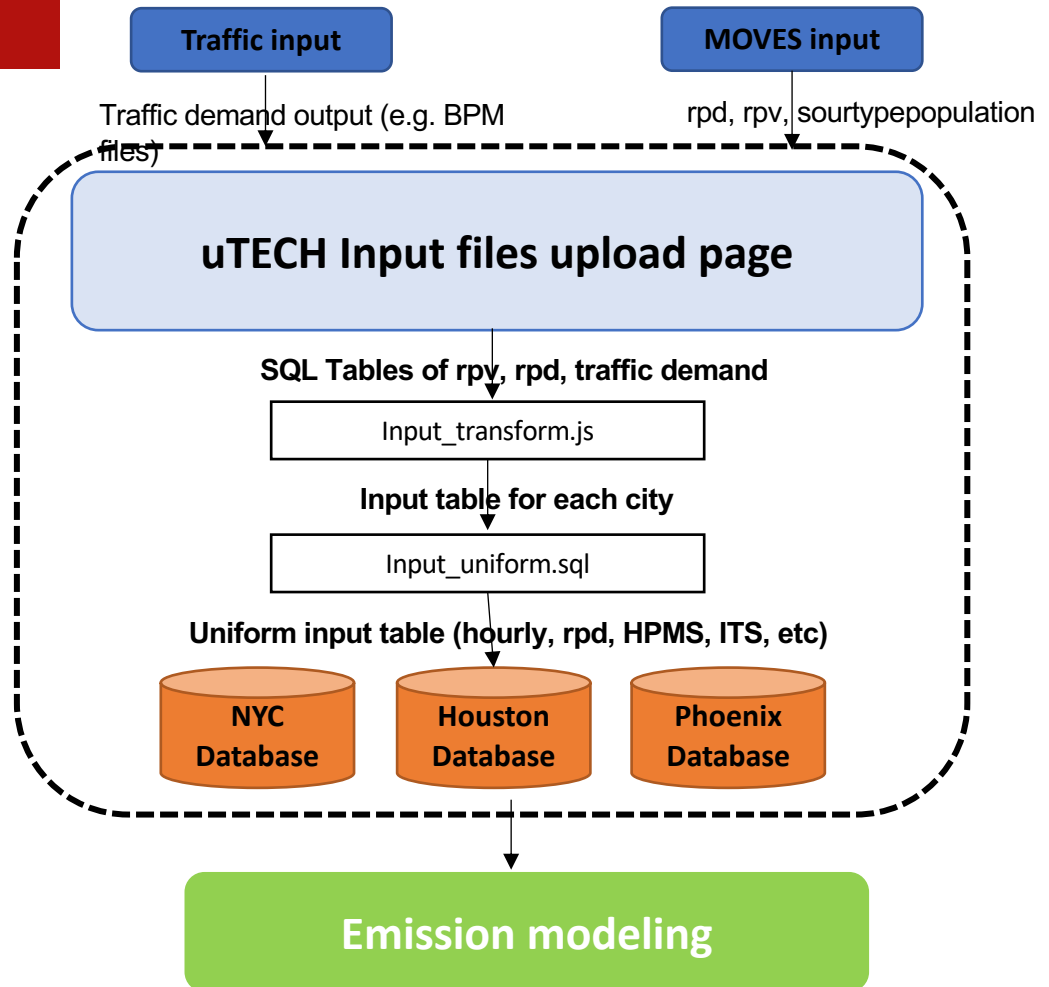 Traffic input
MOVES input
Traffic demand output (e.g. BPM
files)
rpd, rpv, sourtypepopulation
uTECH Input files upload page
SQL Tables of rpv, rpd, traffic demand
Input_transform.js
Input table for each city
Input_uniform.sql
Uniform input table (hourly, rpd, HPMS, ITS, etc)
NYC
Database
Houston
Database
Phoenix
Database
Emission modeling